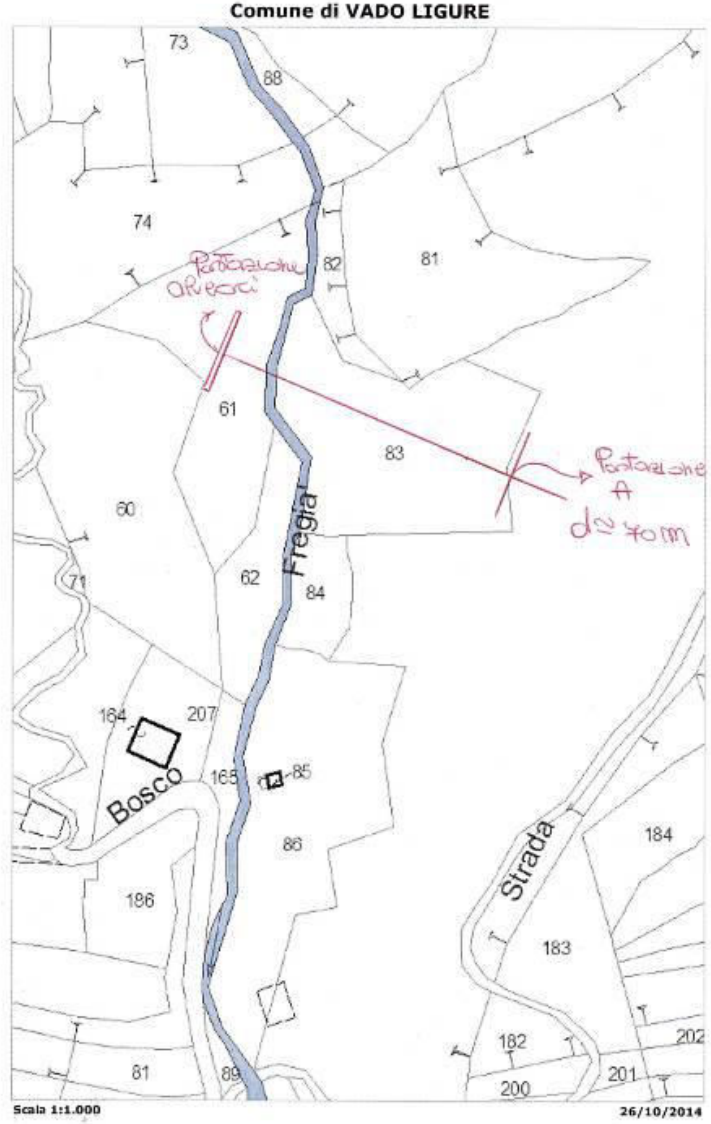 Comune di VADO LIGURE
73
88
74
82
81
Postazione
alveari
61
83
Postazione
A
d≃70m
60
Fregia'
71
62
84
164
207
165
85
Bosco
86
Strada
184
186
183
182
202
81
89
200
201
Scala 1:1.000
26/10/2014